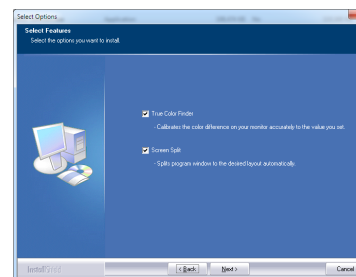 Select Options
Select Features
Select the options you want to install.
True Color Finder
- Calibrates the color difference on your monitor accurately to the value you set.
Screen Split
- Splits program window to the desired layout automatically.
< Back
Next >
Cancel